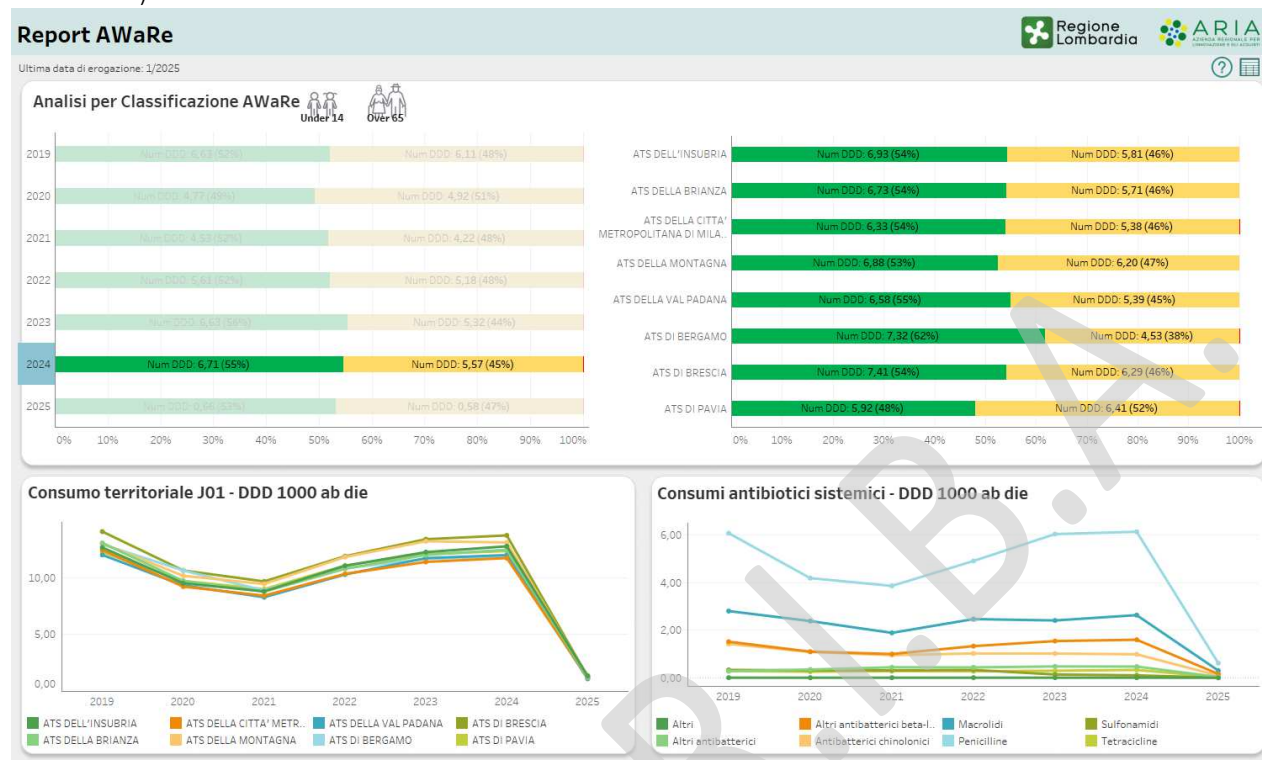 Report AWaRe
Regione
Lombardia
ARIA
AZIENDA REGIONALE PER
L'INNOVAZIONE E GLI ACQUISTI
Ultima data di erogazione: 1/2025
?
Analisi per Classificazione AWaRe
Under 14
Over 65
2019 Num DDD: 6,63 (52%) Num DDD: 6,11 (48%)
2020 Num DDD: 4,77 (49%) Num DDD: 4,92 (51%)
2021 Num DDD: 4,53 (52%) Num DDD: 4,22 (48%)
2022 Num DDD: 5,61 (52%) Num DDD: 5,18 (48%)
2023 Num DDD: 6,63 (56%) Num DDD: 5,32 (44%)
2024 Num DDD: 6,71 (55%) Num DDD: 5,57 (45%)
2025 Num DDD: 0,66 (53%) Num DDD: 0,58 (47%)
0% 10% 20% 30% 40% 50% 60% 70% 80% 90% 100%
ATS DELL'INSUBRIA Num DDD: 6,93 (54%) Num DDD: 5,81 (46%)
ATS DELLA BRIANZA Num DDD: 6,73 (54%) Num DDD: 5,71 (46%)
ATS DELLA CITTA'
METROPOLITANA DI MILA.. Num DDD: 6,33 (54%) Num DDD: 5,38 (46%)
ATS DELLA MONTAGNA Num DDD: 6,88 (53%) Num DDD: 6,20 (47%)
ATS DELLA VAL PADANA Num DDD: 6,58 (55%) Num DDD: 5,39 (45%)
ATS DI BERGAMO Num DDD: 7,32 (62%) Num DDD: 4,53 (38%)
ATS DI BRESCIA Num DDD: 7,41 (54%) Num DDD: 6,29 (46%)
ATS DI PAVIA Num DDD: 5,92 (48%) Num DDD: 6,41 (52%)
0% 10% 20% 30% 40% 50% 60% 70% 80% 90% 100%
Consumo territoriale J01 - DDD 1000 ab die
10,00
5,00
0,00
2019 2020 2021 2022 2023 2024 2025
ATS DELL'INSUBRIA ATS DELLA CITTA' METR.. ATS DELLA VAL PADANA ATS DI BRESCIA
ATS DELLA BRIANZA ATS DELLA MONTAGNA ATS DI BERGAMO ATS DI PAVIA
Consumi antibiotici sistemici - DDD 1000 ab die
6,00
4,00
2,00
0,00
2019 2020 2021 2022 2023 2024 2025
Altri Altri antibatterici beta-l.. Macrolidi Sulfonamidi
Altri antibatterici Antibatterici chinolonici Penicilline Tetracicline
R.I.B.A.